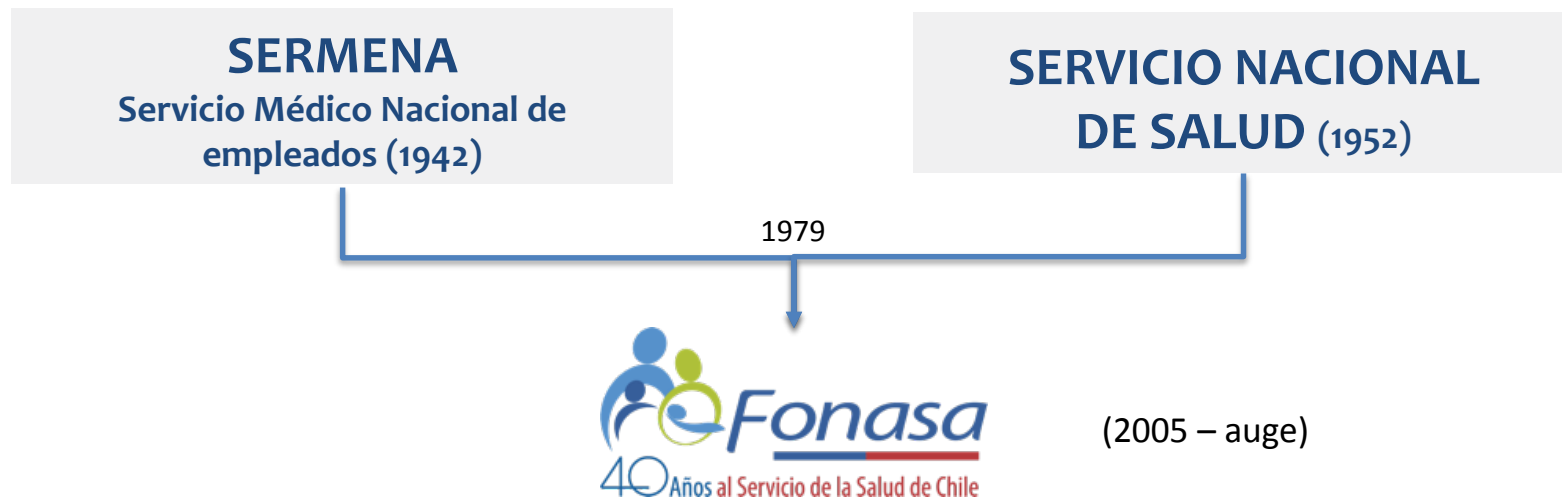 SERMENA
Servicio Médico Nacional de
empleados (1942)
SERVICIO NACIONAL
DE SALUD (1952)
1979
Fonasa
40 Años al Servicio de la Salud de Chile
(2005 – auge)